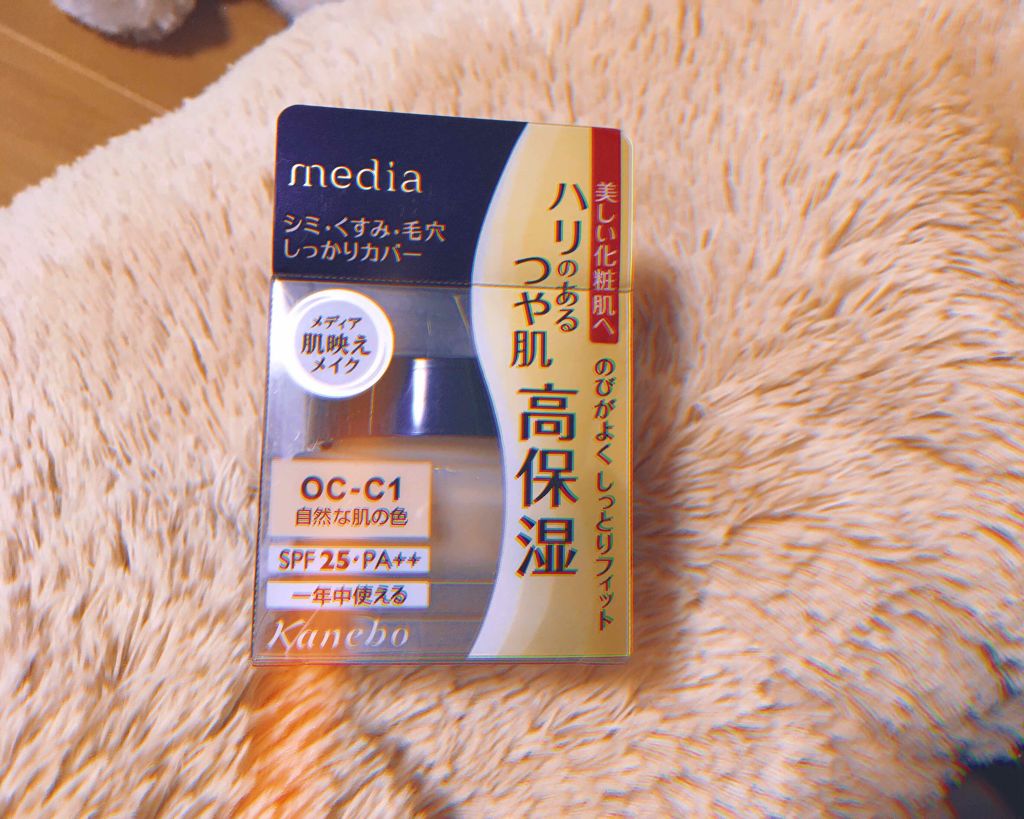 media
シミ・くすみ・毛穴
しっかりカバー
メディア
肌映え
メイク
OC-C1
自然な肌の色
SPF25・PA++
一年中使える
Kanebo
美しい化粧肌へ
ハリのある
つや肌
高保湿
のびがよくしっとりフィット